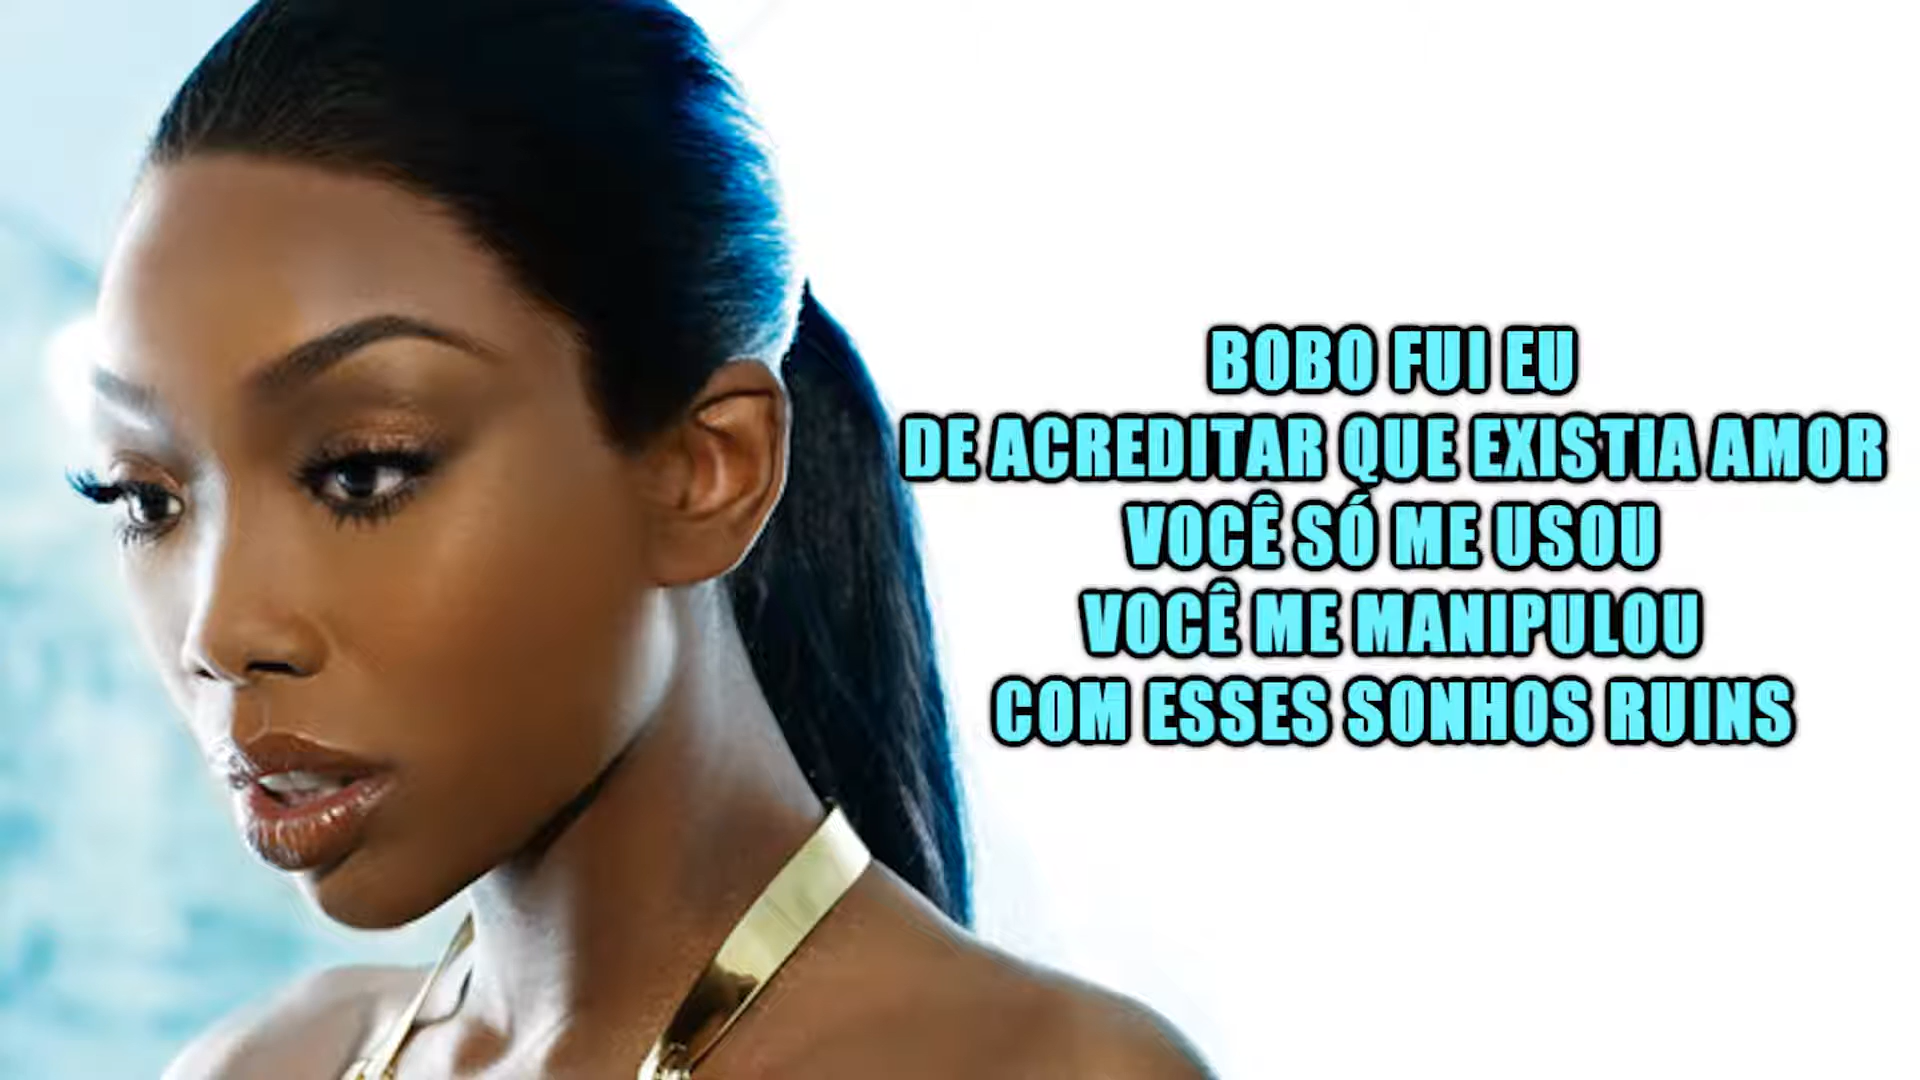 BOBO FUI EU
DE ACREDITAR QUE EXISTIA AMOR
VOCÊ SÓ ME USOU
VOCÊ ME MANIPULOU
COM ESSES SONHOS RUINS